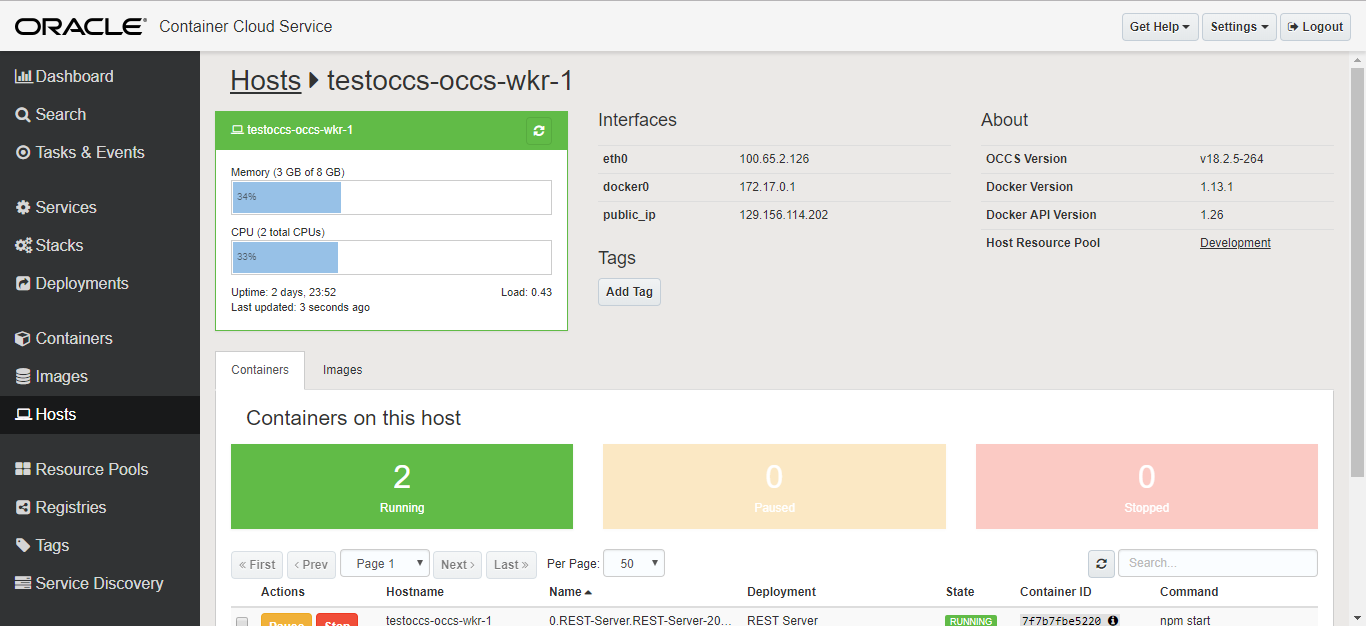 ORACLE® Container Cloud Service
Get Help
Settings
Logout
Dashboard
Search
Tasks & Events
Services
Stacks
Deployments
Containers
Images
Hosts
Resource Pools
Registries
Tags
Service Discovery
Hosts testoccs-occs-wkr-1
testoccs-occs-wkr-1
Memory (3 GB of 8 GB)
34%
CPU (2 total CPUs)
33%
Uptime: 2 days, 23:52 Load: 0.43
Last updated: 3 seconds ago
Interfaces
eth0 100.65.2.126
docker0 172.17.0.1
public_ip 129.156.114.202
Tags
Add Tag
About
OCCS Version v18.2.5-264
Docker Version 1.13.1
Docker API Version 1.26
Host Resource Pool Development
Containers Images
Containers on this host
2
Running
0
Paused
0
Stopped
« First ‹ Prev Page 1 Next › Last » Per Page: 50 Search...
Actions Hostname Name Deployment State Container ID Command
Pause Stop testoccs-occs-wkr-1 0.REST-Server.REST-Server-20... REST Server RUNNING 7f7b7fbe5220 npm start